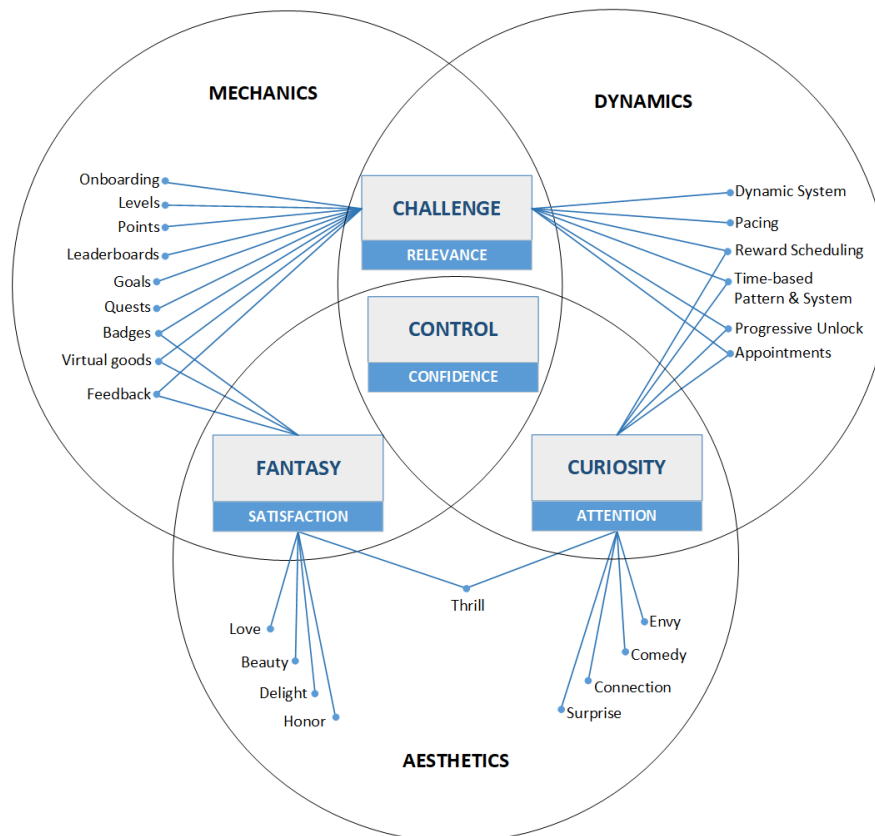 MECHANICS
DYNAMICS
Onboarding
Levels
Points
Leaderboards
Goals
Quests
Badges
Virtual goods
Feedback
CHALLENGE
RELEVANCE
CONTROL
CONFIDENCE
Dynamic System
Pacing
Reward Scheduling
Time-based
Pattern & System
Progressive Unlock
Appointments
FANTASY
SATISFACTION
CURIOSITY
ATTENTION
Thrill
Love
Beauty
Delight
Honor
Envy
Comedy
Connection
Surprise
AESTHETICS